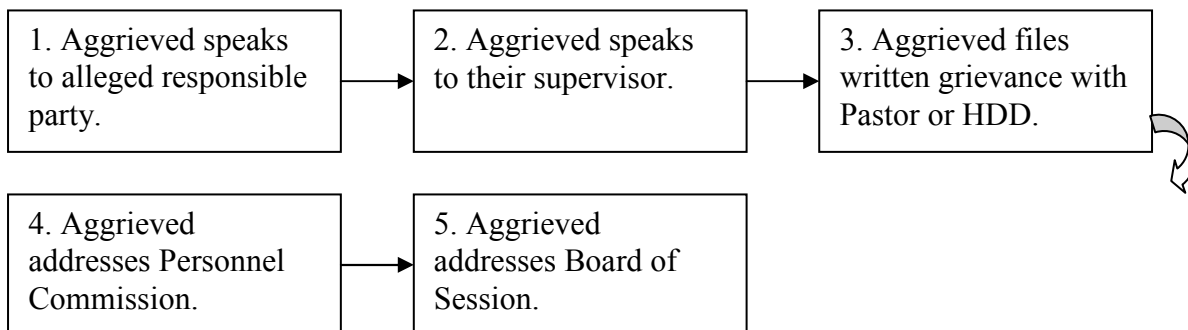 1. Aggrieved speaks
to alleged responsible
party.
2. Aggrieved speaks
to their supervisor.
3. Aggrieved files
written grievance with
Pastor or HDD.
4. Aggrieved
addresses Personnel
Commission.
5. Aggrieved
addresses Board of
Session.